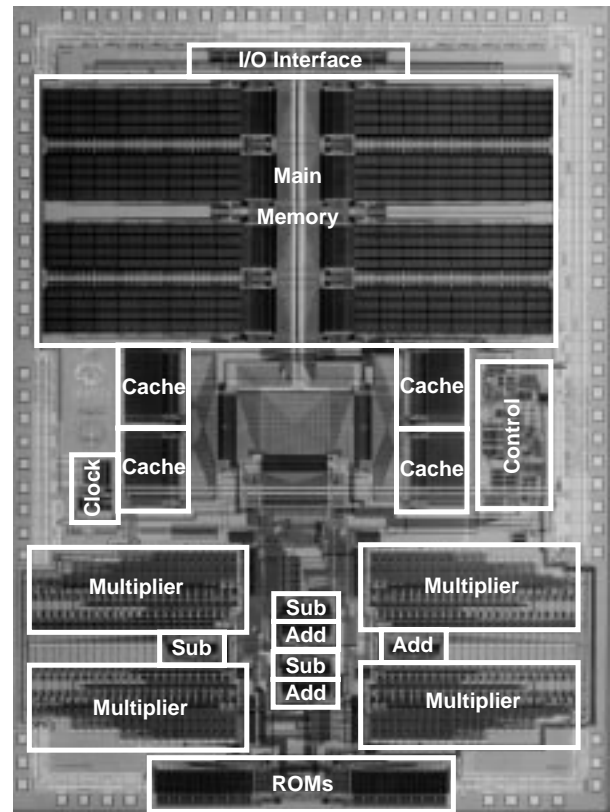 I/O Interface
Main
Memory
Cache
Cache
Cache
Cache
Control
Clock
Multiplier
Multiplier
Sub
Add
Sub
Add
Sub
Add
Multiplier
Multiplier
ROMs